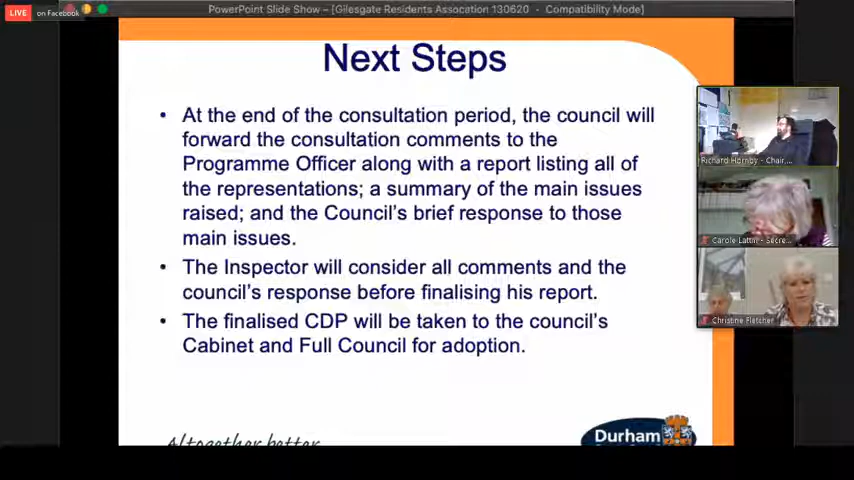 PowerPoint Slide Show – [Gilesgate Residents Assocation 130620 - Compatibility Mode]
LIVE on Facebook
Next Steps
• At the end of the consultation period, the council will
forward the consultation comments to the
Programme Officer along with a report listing all of
the representations; a summary of the main issues
raised; and the Council's brief response to those
main issues.
• The Inspector will consider all comments and the
council's response before finalising his report.
• The finalised CDP will be taken to the council's
Cabinet and Full Council for adoption.
Richard Hornby - Chair,...
Carole Lattin - Secre...
Christine Fletcher
Altogether better
Durham